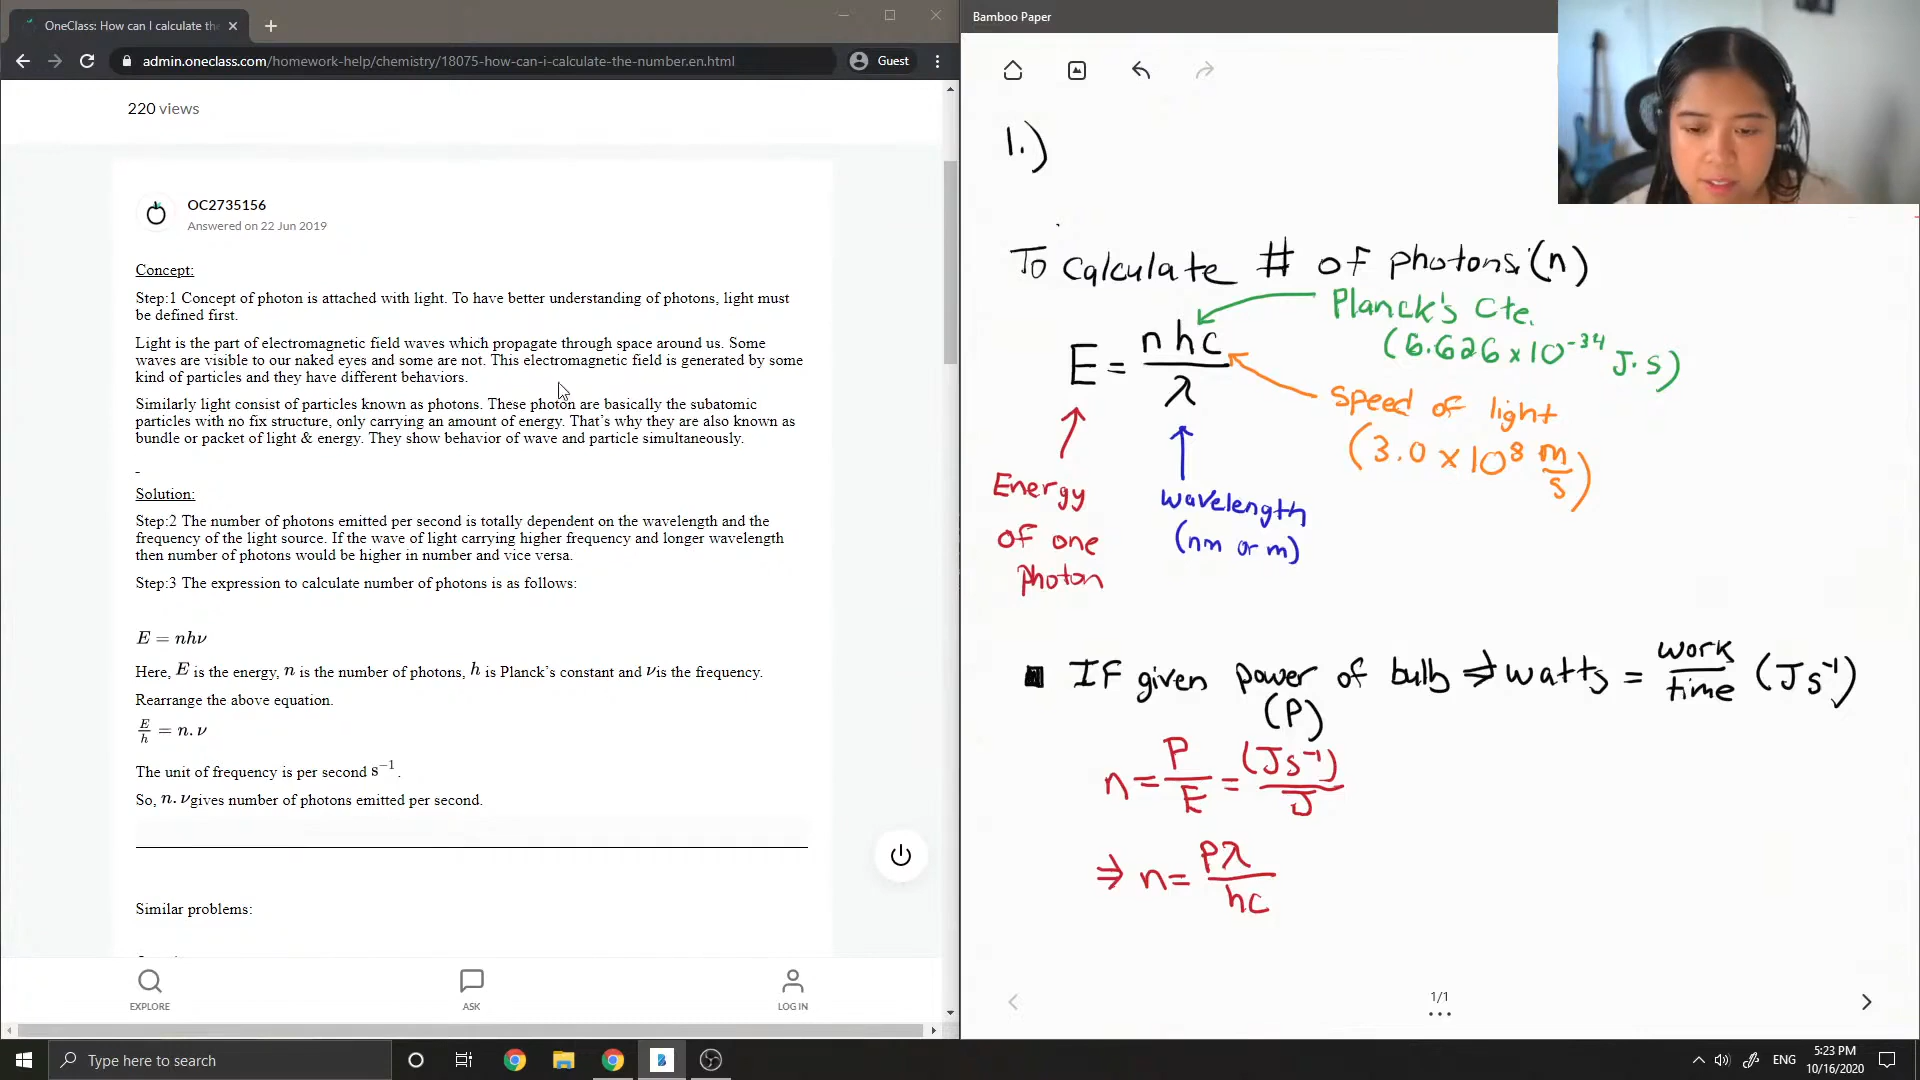 OneClass: How can I calculate the
admin.oneclass.com/homework-help/chemistry/18075-how-can-i-calculate-the-number.en.html
Guest
220 views
OC2735156
Answered on 22 Jun 2019
Concept:
Step:1 Concept of photon is attached with light. To have better understanding of photons, light must
be defined first.
Light is the part of electromagnetic field waves which propagate through space around us. Some
waves are visible to our naked eyes and some are not. This electromagnetic field is generated by some
kind of particles and they have different behaviors.
Similarly light consist of particles known as photons. These photon are basically the subatomic
particles with no fix structure, only carrying an amount of energy. That's why they are also known as
bundle or packet of light & energy. They show behavior of wave and particle simultaneously.
-
Solution:
Step:2 The number of photons emitted per second is totally dependent on the wavelength and the
frequency of the light source. If the wave of light carrying higher frequency and longer wavelength
then number of photons would be higher in number and vice versa.
Step:3 The expression to calculate number of photons is as follows:
E = nhν
Here, E is the energy, n is the number of photons, h is Planck's constant and ν is the frequency.
Rearrange the above equation.
E/h = n. ν
The unit of frequency is per second s⁻¹.
So, n. ν gives number of photons emitted per second.
Similar problems:
EXPLORE
ASK
LOG IN
Bamboo Paper
1.)
To calculate # of photons: (n)
Planck's Cte.
(6.626 x 10⁻³⁴ J·s)
E = nhc/λ
speed of light
(3.0 x 10⁸ m/s)
Energy
of one
photon
wavelength
(nm or m)
IF given power of bulb ⇒ watts = work/time (Js⁻¹)
(P)
n = P/E = (Js⁻¹)/J
⇒ n = Pλ/hc
1/1
Type here to search
ENG
5:23 PM
10/16/2020